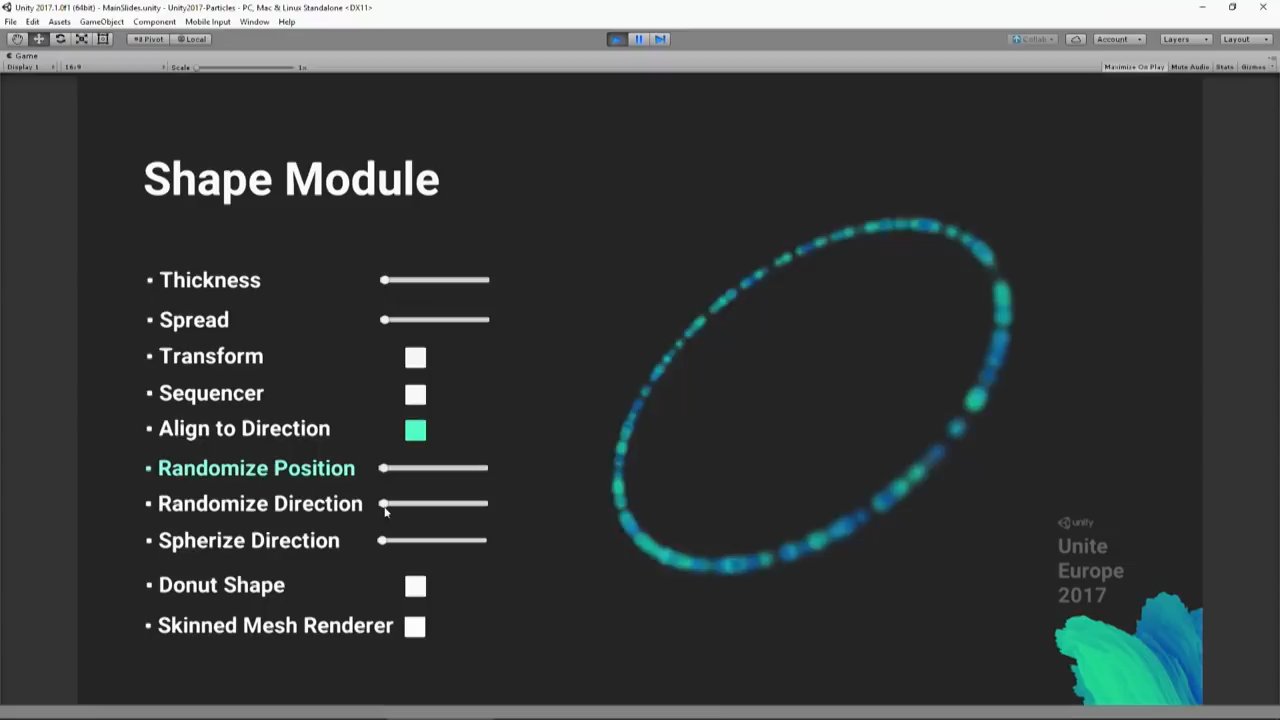 Unity 2017.1.0f1 (64bit) - MainSlides.unity - Unity2017-Particles - PC, Mac & Linux Standalone <DX11>
File Edit Assets GameObject Component Mobile Input Window Help
Pivot Local Collab Account Layers Layout
Game
Display 1 16:9 Scale 1x Maximize On Play Mute Audio Stats Gizmos
Shape Module
▪ Thickness
▪ Spread
▪ Transform
▪ Sequencer
▪ Align to Direction
▪ Randomize Position
▪ Randomize Direction
▪ Spherize Direction
▪ Donut Shape
▪ Skinned Mesh Renderer
unity
Unite
Europe
2017